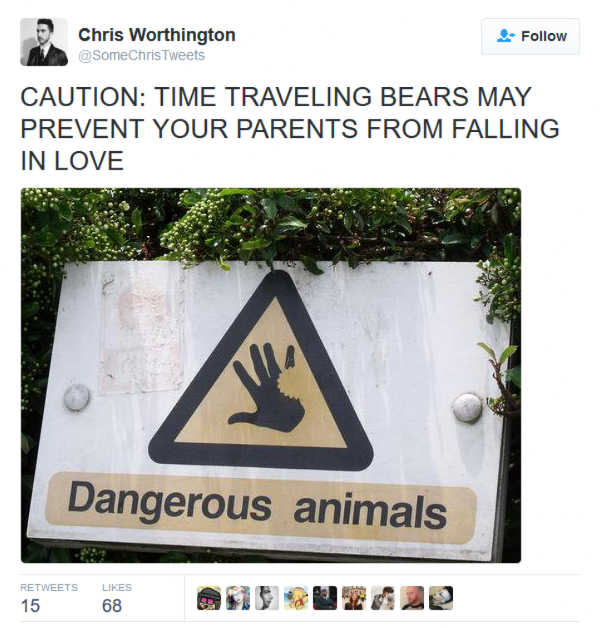 Chris Worthington
@SomeChrisTweets
Follow
CAUTION: TIME TRAVELING BEARS MAY
PREVENT YOUR PARENTS FROM FALLING
IN LOVE
Dangerous animals
RETWEETS
LIKES
15
68